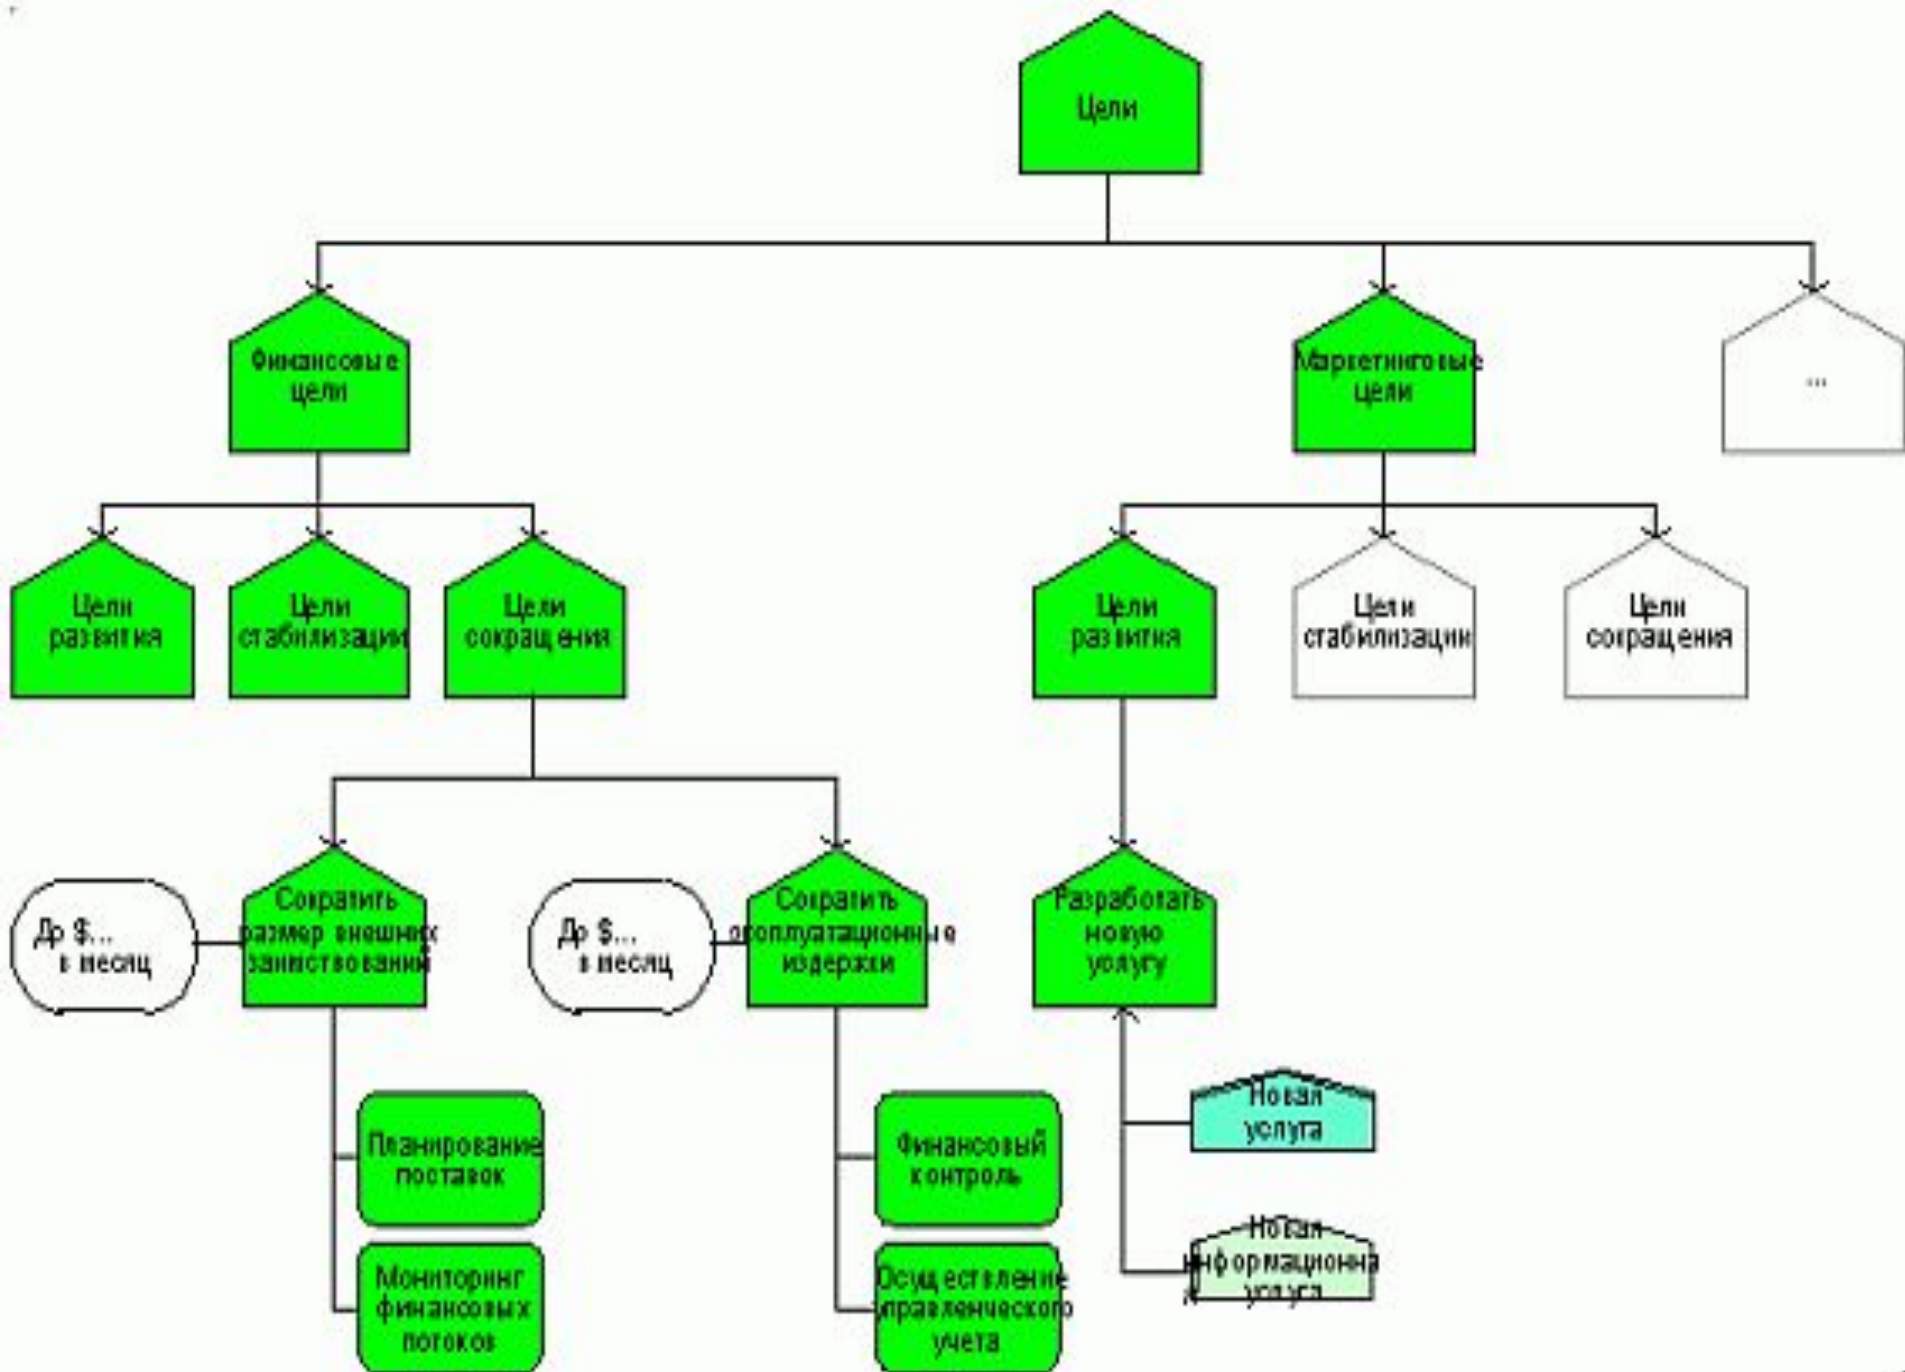 Цели
Финансовые
цели
Маркетинговые
цели
...
Цели
развития
Цели
стабилизации
Цели
сокращения
Цели
развития
Цели
стабилизации
Цели
сокращения
До $...
в месяц
Сократить
размер внешних
заимствований
До $...
в месяц
Сократить
эксплуатационные
издержки
Разработать
новую
услугу
Планирование
поставок
Финансовый
контроль
Новая
услуга
Мониторинг
финансовых
потоков
Осуществление
управленческого
учета
Новая
информационна
я услуга